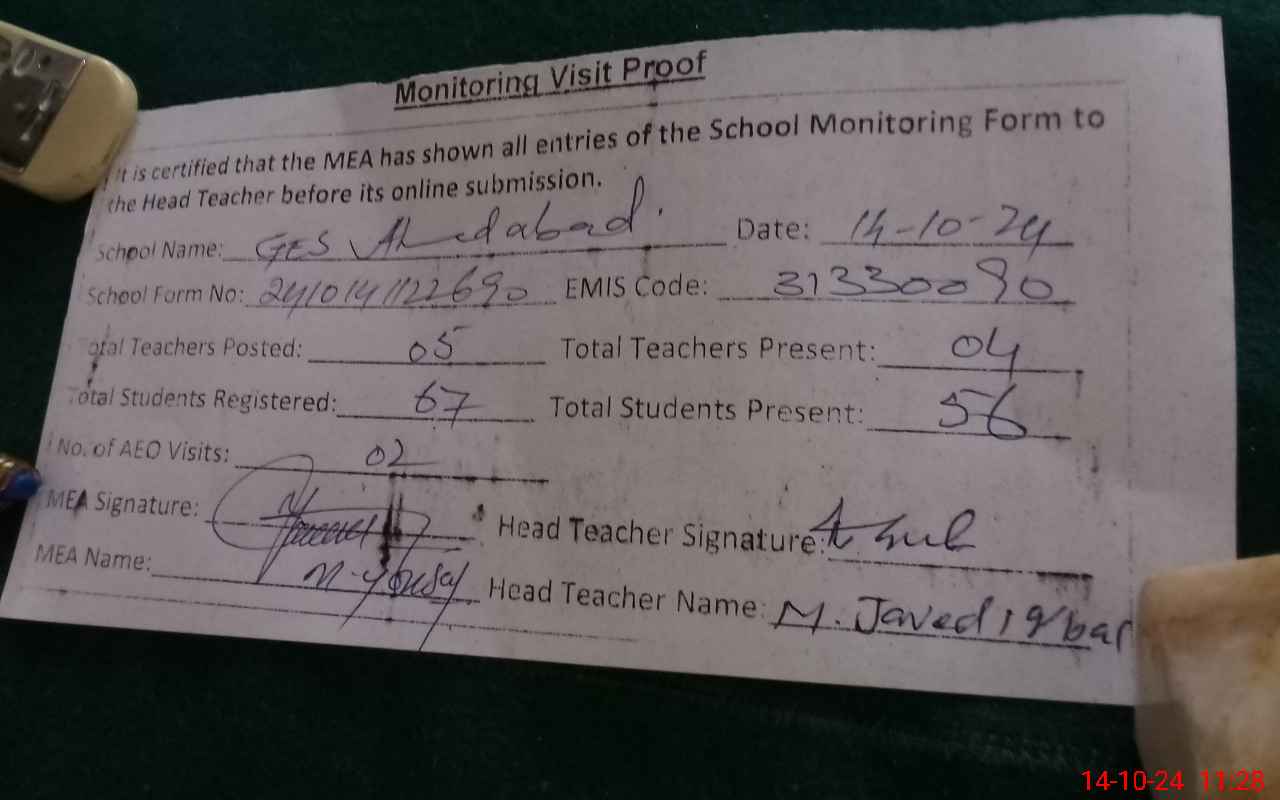 Monitoring Visit Proof
It is certified that the MEA has shown all entries of the School Monitoring Form to
the Head Teacher before its online submission.
School Name: GES Ahmedabad. Date: 14-10-24
School Form No: 241014112690 EMIS Code: 31330090
Total Teachers Posted: 05 Total Teachers Present: 04
Total Students Registered: 67 Total Students Present: 56
No. of AEO Visits: 02
MEA Signature: Head Teacher Signature:
MEA Name: M-Yousaf Head Teacher Name: M. Javed iqbal
14-10-24 11:28